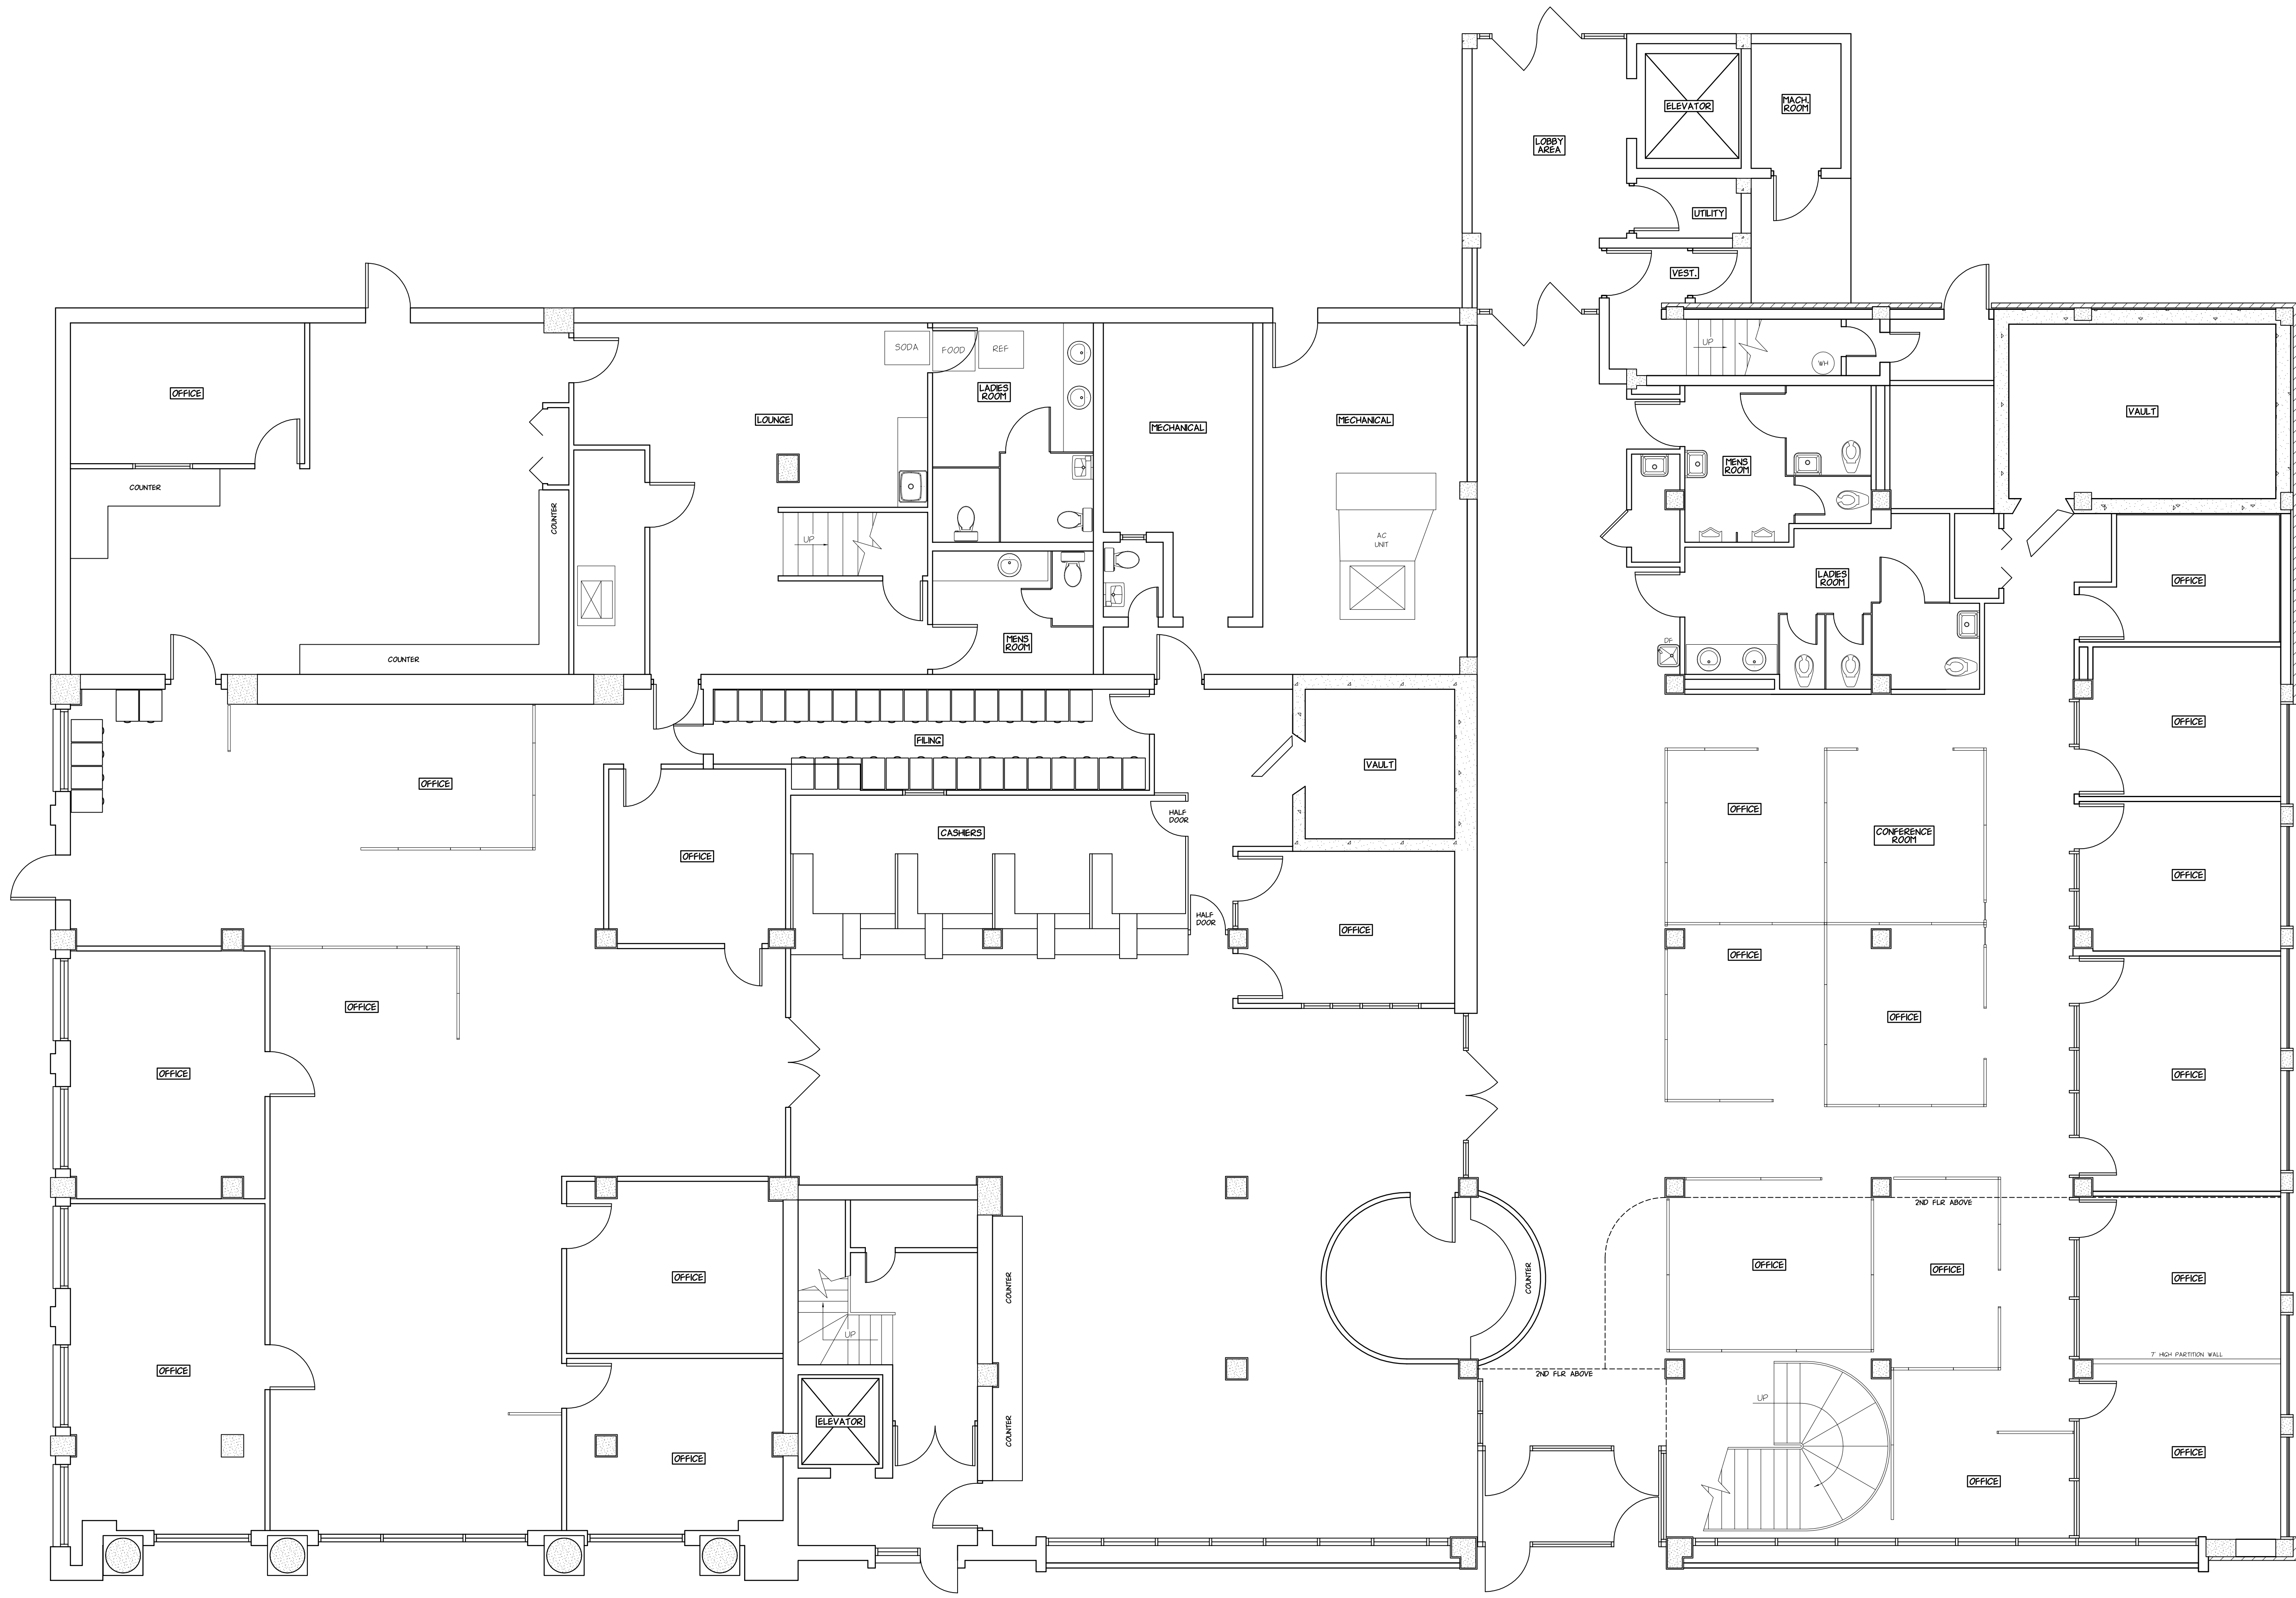 ELEVATOR
MACH.
ROOM
LOBBY
AREA
UTILITY
VEST.
UP
WH
SODA
FOOD
REF
OFFICE
LADIES
ROOM
LOUNGE
MECHANICAL
MECHANICAL
VAULT
MENS
ROOM
COUNTER
COUNTER
UP
AC
UNIT
LADIES
ROOM
OFFICE
MENS
ROOM
DF
COUNTER
OFFICE
FILING
VAULT
OFFICE
OFFICE
HALF
DOOR
CASHIERS
CONFERENCE
ROOM
OFFICE
OFFICE
HALF
DOOR
OFFICE
OFFICE
OFFICE
OFFICE
OFFICE
OFFICE
2ND FLR ABOVE
OFFICE
OFFICE
OFFICE
OFFICE
COUNTER
COUNTER
UP
7' HIGH PARTITION WALL
OFFICE
2ND FLR ABOVE
UP
ELEVATOR
COUNTER
OFFICE
OFFICE
OFFICE